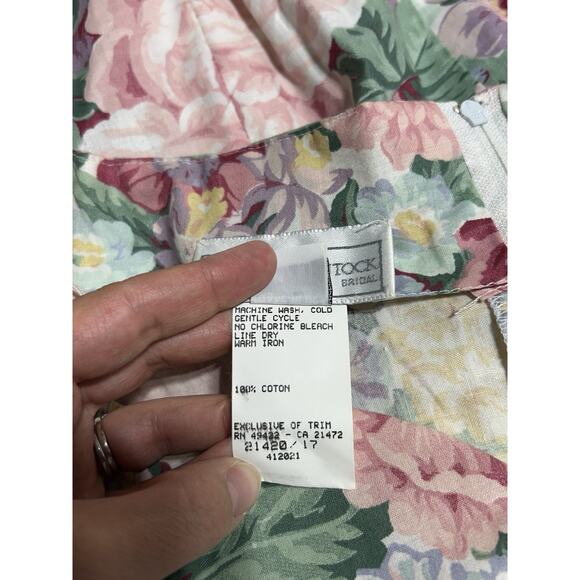 TOCK
BRIDAL
MACHINE WASH, COLD
GENTLE CYCLE
NO CHLORINE BLEACH
LINE DRY
WARM IRON
100% COTON
EXCLUSIVE OF TRIM
RN 49432 - CA 21472
21420/17
412021